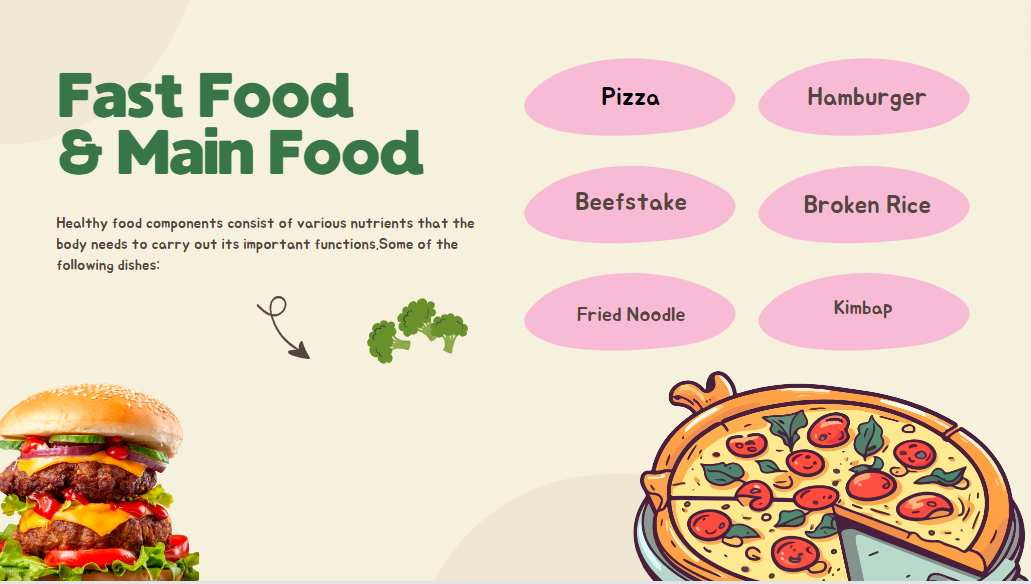 Fast Food
& Main Food
Healthy food components consist of various nutrients that the
body needs to carry out its important functions.Some of the
following dishes:
Pizza
Hamburger
Beefstake
Broken Rice
Fried Noodle
Kimbap